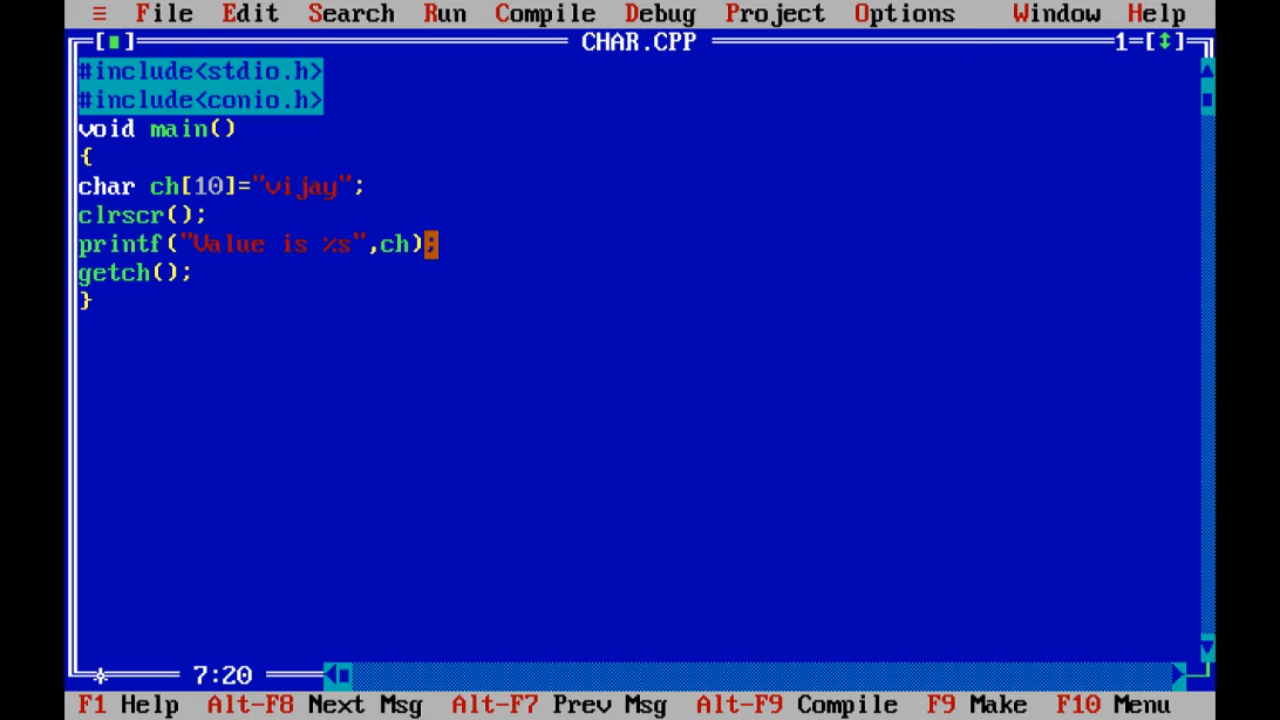 ≡ File Edit Search Run Compile Debug Project Options Window Help
[■] CHAR.CPP 1=[↕]
#include<stdio.h>
#include<conio.h>
void main()
{
char ch[10]="vijay";
clrscr();
printf("Value is %s",ch);
getch();
}
7:20
F1 Help Alt-F8 Next Msg Alt-F7 Prev Msg Alt-F9 Compile F9 Make F10 Menu